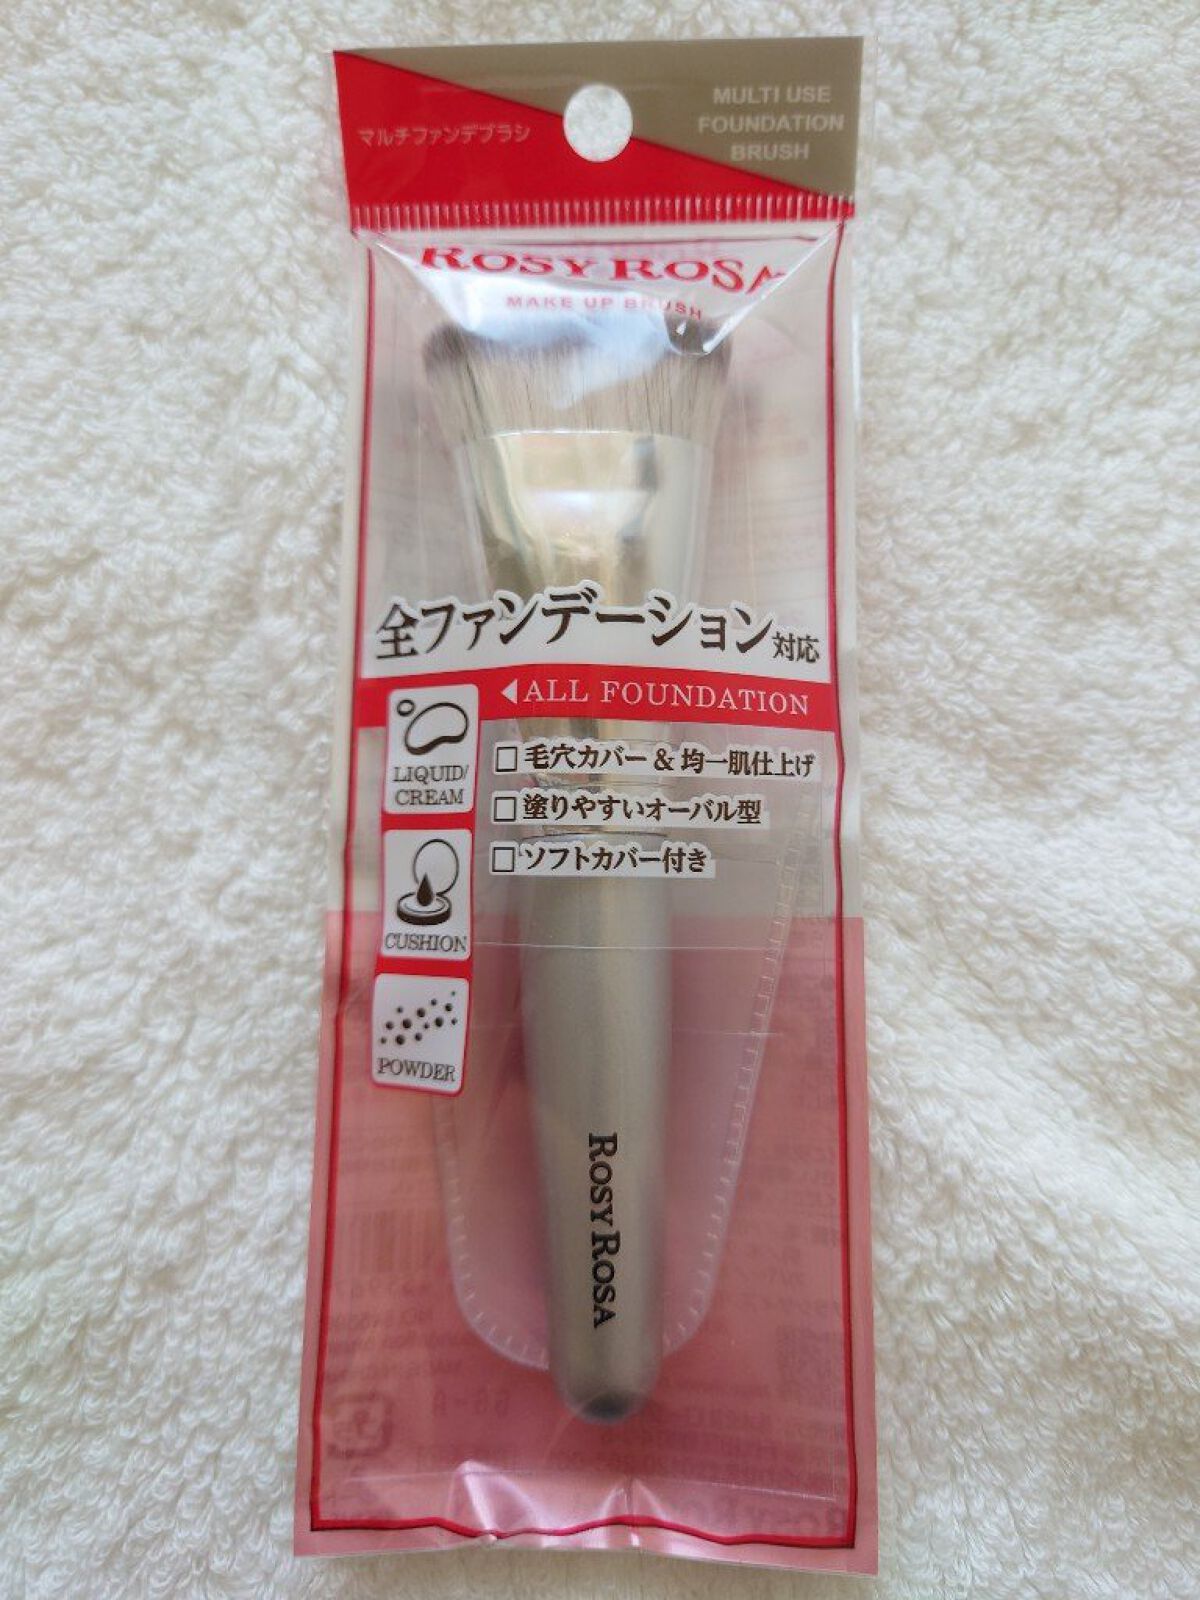 マルチファンデブラシ
MULTI USE
FOUNDATION
BRUSH
ROSY ROSA
MAKE UP BRUSH
全ファンデーション対応
ALL FOUNDATION
LIQUID/
CREAM
□ 毛穴カバー & 均一肌仕上げ
□ 塗りやすいオーバル型
□ ソフトカバー付き
CUSHION
POWDER
ROSY ROSA